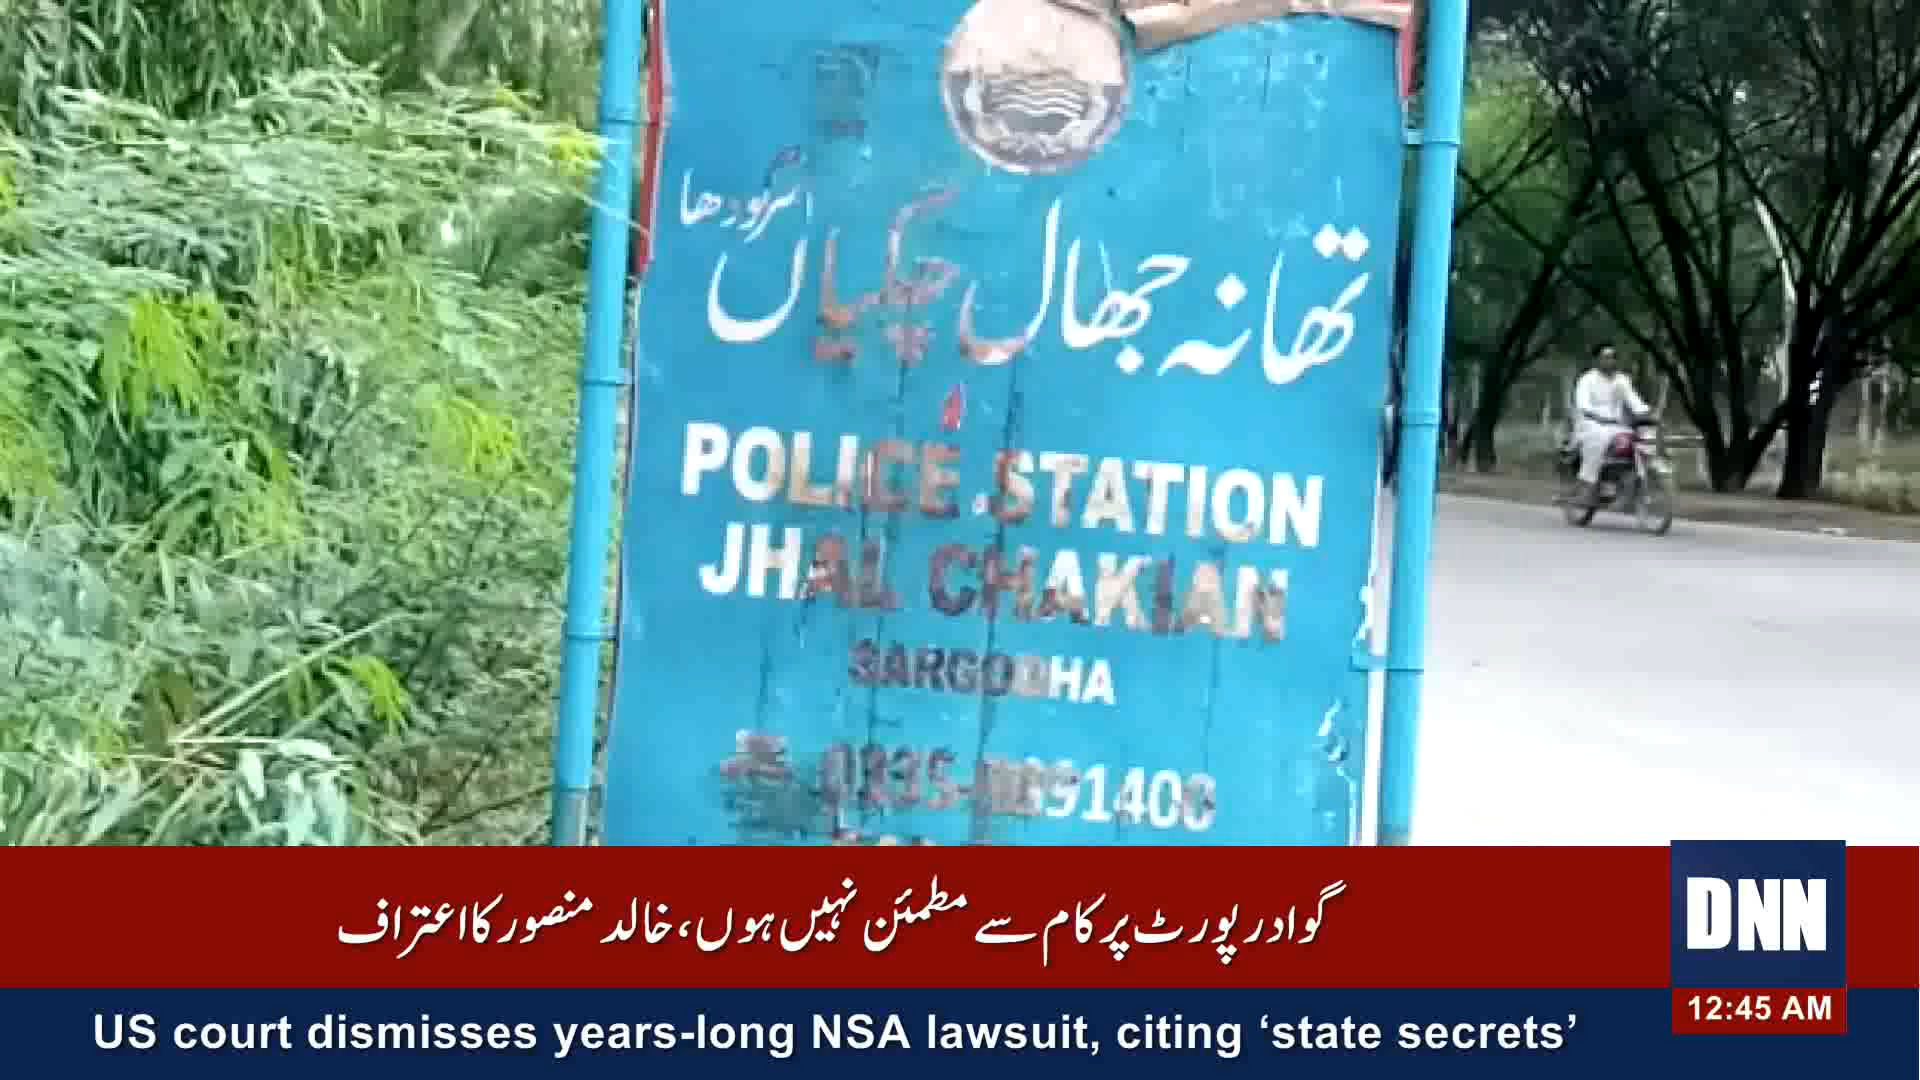 تھانہ جھال چکیاں سرگودھا
POLICE STATION
JHAL CHAKIAN
SARGODHA
گوادر پورٹ پر کام سے مطمئن نہیں ہوں، خالد منصور کا اعتراف
DNN
12:45 AM
US court dismisses years-long NSA lawsuit, citing ‘state secrets’